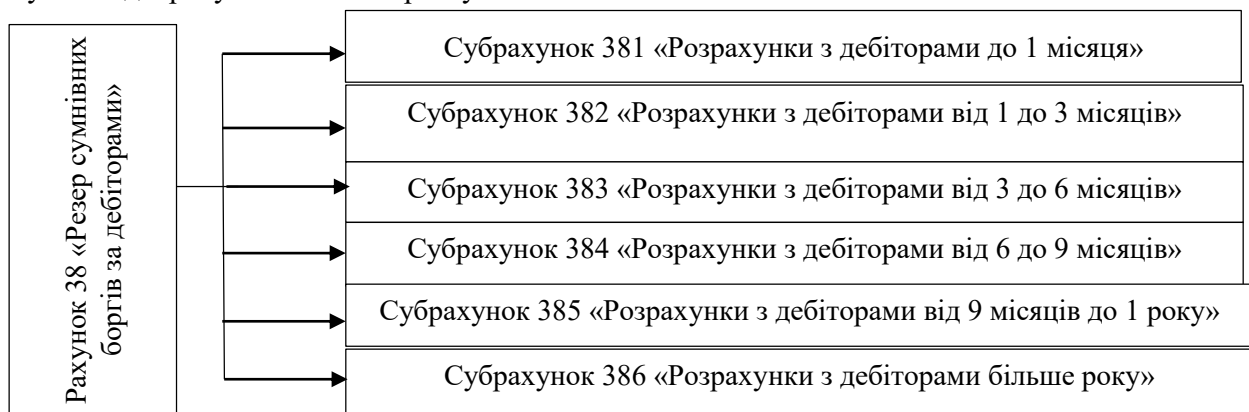 Рахунок 38 «Резер сумнівних
боргів за дебіторами»
Субрахунок 381 «Розрахунки з дебіторами до 1 місяця»
Субрахунок 382 «Розрахунки з дебіторами від 1 до 3 місяців»
Субрахунок 383 «Розрахунки з дебіторами від 3 до 6 місяців»
Субрахунок 384 «Розрахунки з дебіторами від 6 до 9 місяців»
Субрахунок 385 «Розрахунки з дебіторами від 9 місяців до 1 року»
Субрахунок 386 «Розрахунки з дебіторами більше року»